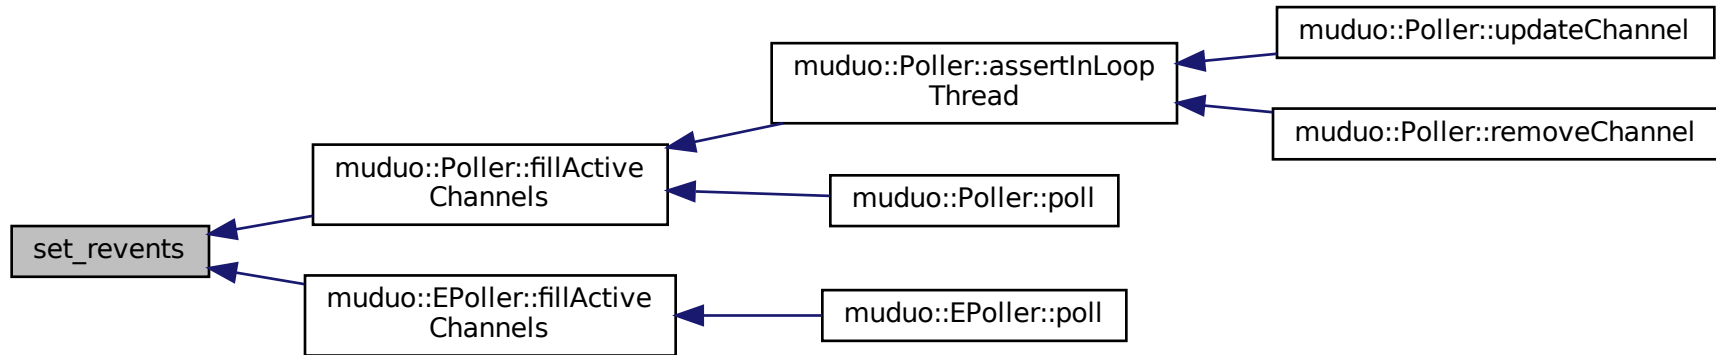 set_revents
muduo::Poller::fillActive
Channels
muduo::EPoller::fillActive
Channels
muduo::Poller::assertInLoop
Thread
muduo::Poller::poll
muduo::EPoller::poll
muduo::Poller::updateChannel
muduo::Poller::removeChannel